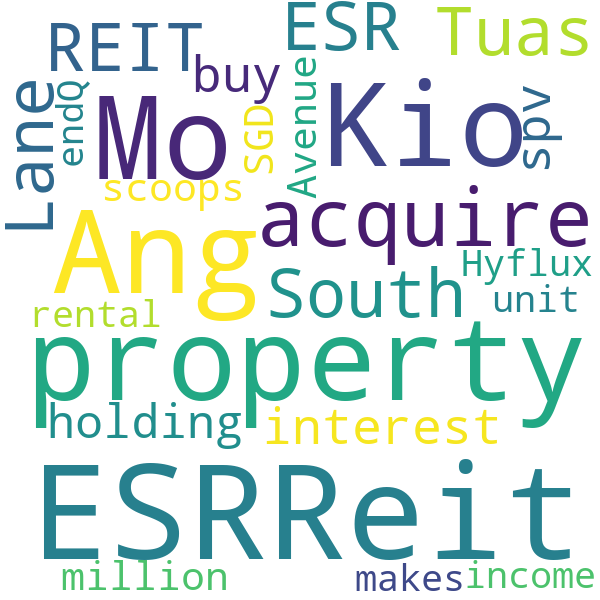 REIT
ESR
Tuas
buy
Lane
endQ
Mo
SGD
Avenue
Kio
spv
scoops
acquire
Ang
Hyflux
South
unit
rental
property
holding
interest
ESRReit
million
makes
income